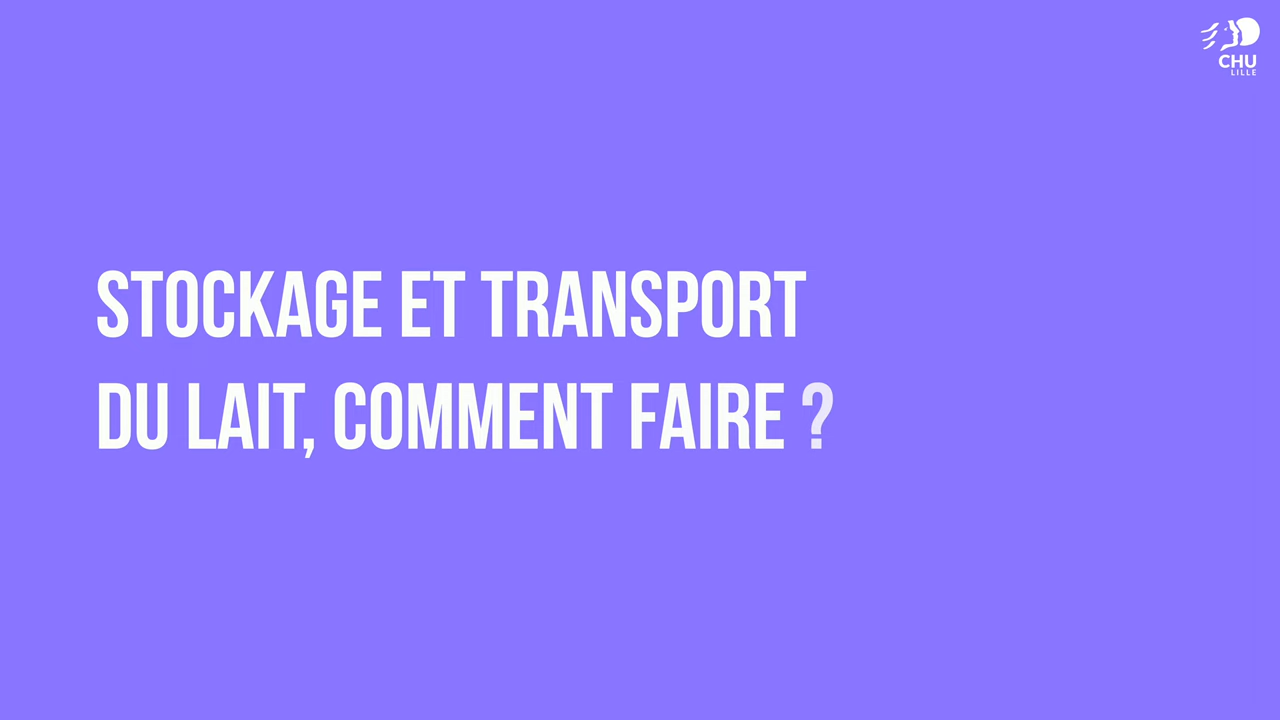 CHU
LILLE
STOCKAGE ET TRANSPORT
DU LAIT, COMMENT FAIRE ?